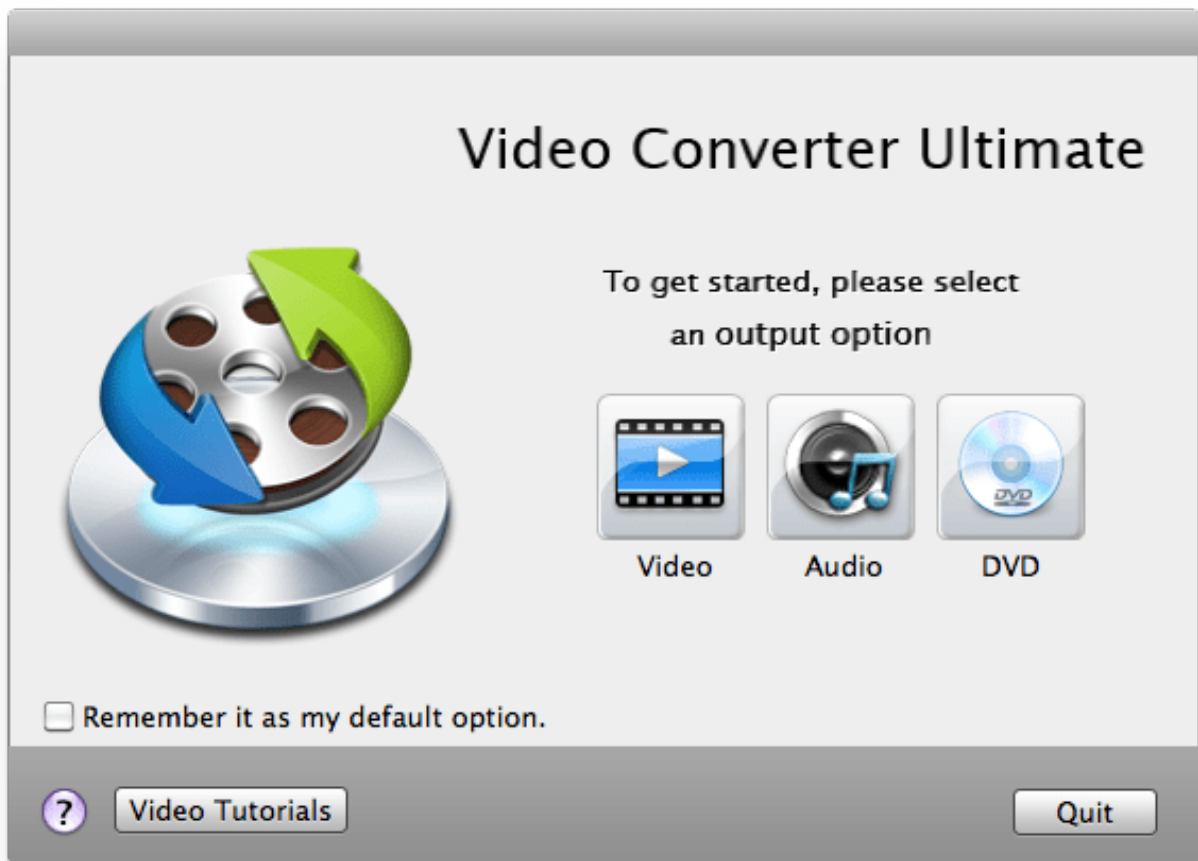 Video Converter Ultimate
To get started, please select
an output option
Video Audio DVD
DVD
Remember it as my default option.
? Video Tutorials Quit